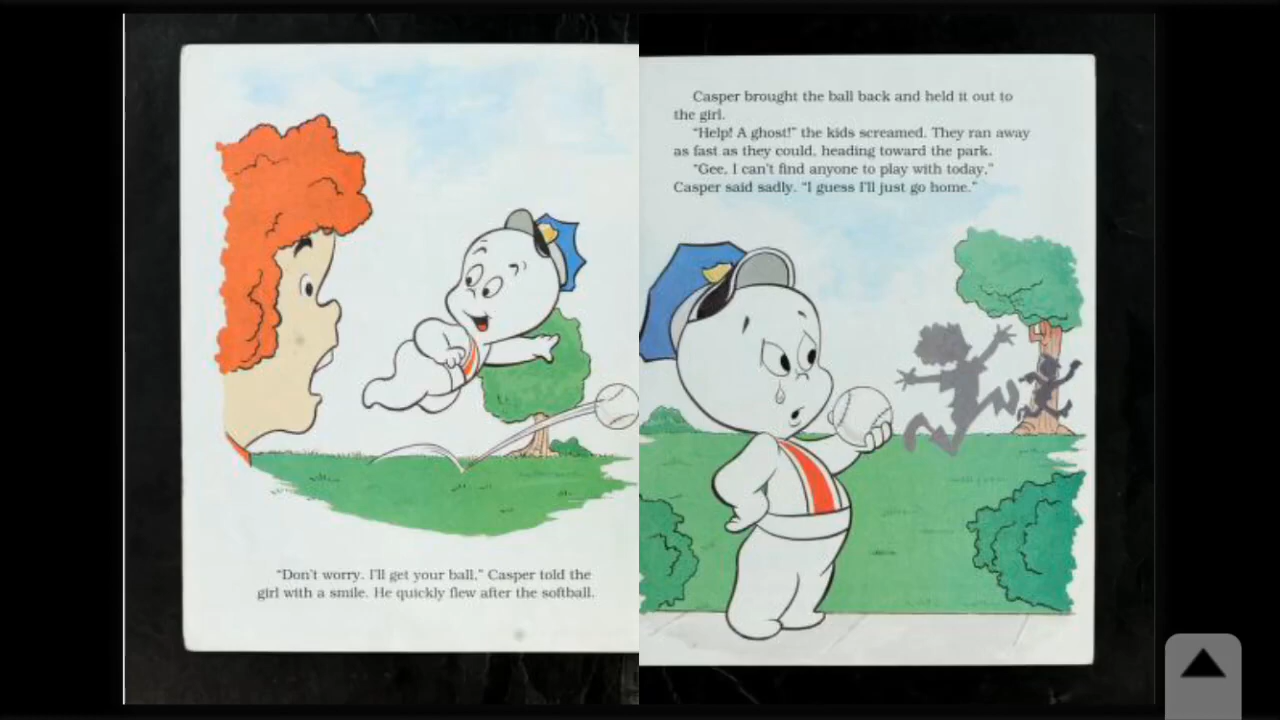 "Don't worry. I'll get your ball," Casper told the
girl with a smile. He quickly flew after the softball.
Casper brought the ball back and held it out to
the girl.
"Help! A ghost!" the kids screamed. They ran away
as fast as they could, heading toward the park.
"Gee, I can't find anyone to play with today,"
Casper said sadly. "I guess I'll just go home."